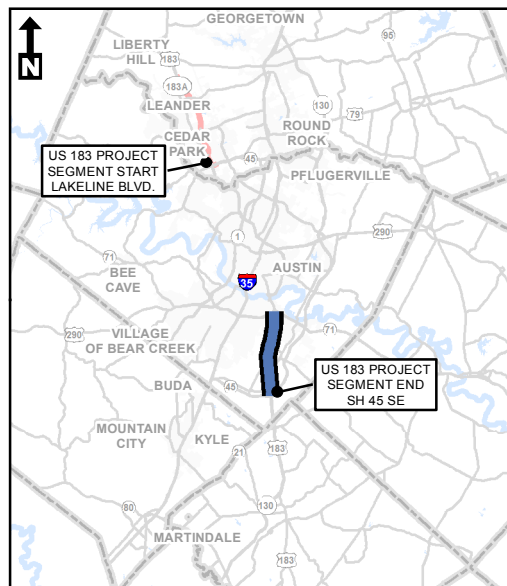 GEORGETOWN
N
LIBERTY
HILL
183
95
183A
LEANDER
130
79
CEDAR
PARK
ROUND
ROCK
US 183 PROJECT
SEGMENT START
LAKELINE BLVD.
45
PFLUGERVILLE
1
290
71
BEE
CAVE
AUSTIN
35
290
VILLAGE
OF BEAR CREEK
71
US 183 PROJECT
SEGMENT END
SH 45 SE
BUDA
45
MOUNTAIN
CITY
KYLE
21
183
80
130
MARTINDALE
183